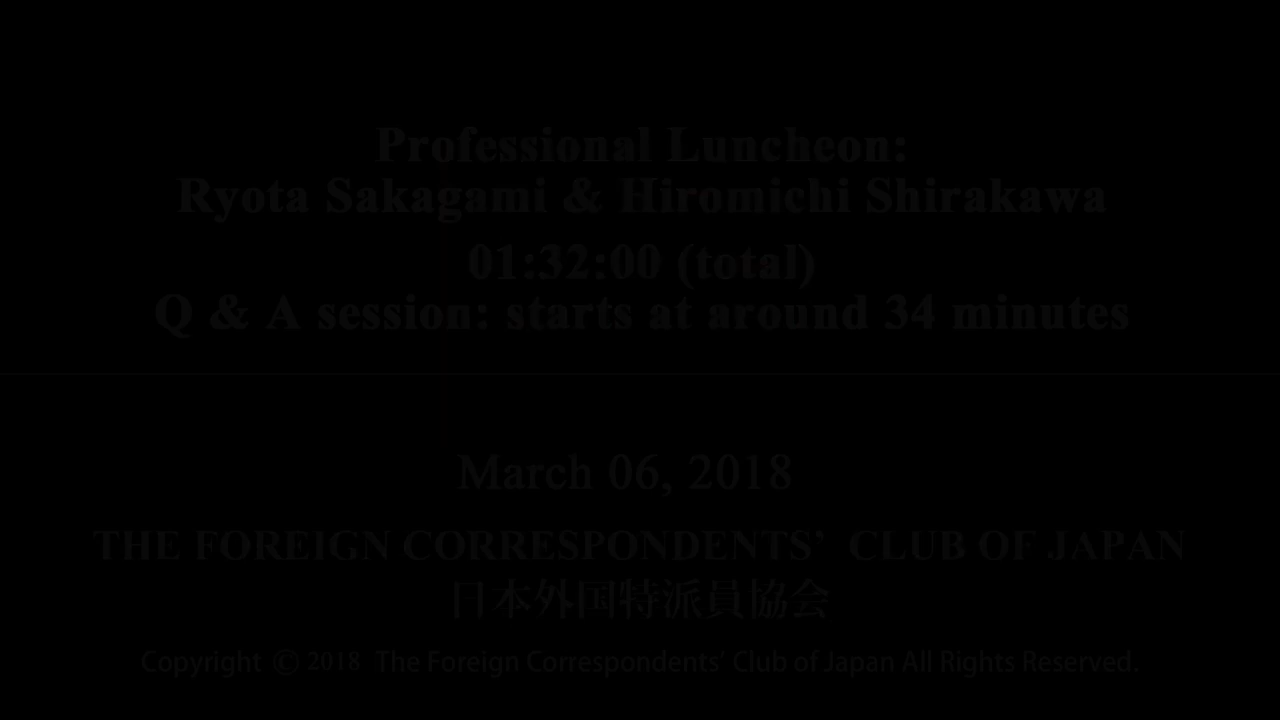 Professional Luncheon:
Ryota Sakagami & Hiromichi Shirakawa
01:32:00 (total)
Q & A session: starts at around 34 minutes
March 06, 2018
THE FOREIGN CORRESPONDENTS’ CLUB OF JAPAN
日本外国特派員協会
Copyright © 2018 The Foreign Correspondents’ Club of Japan All Rights Reserved.